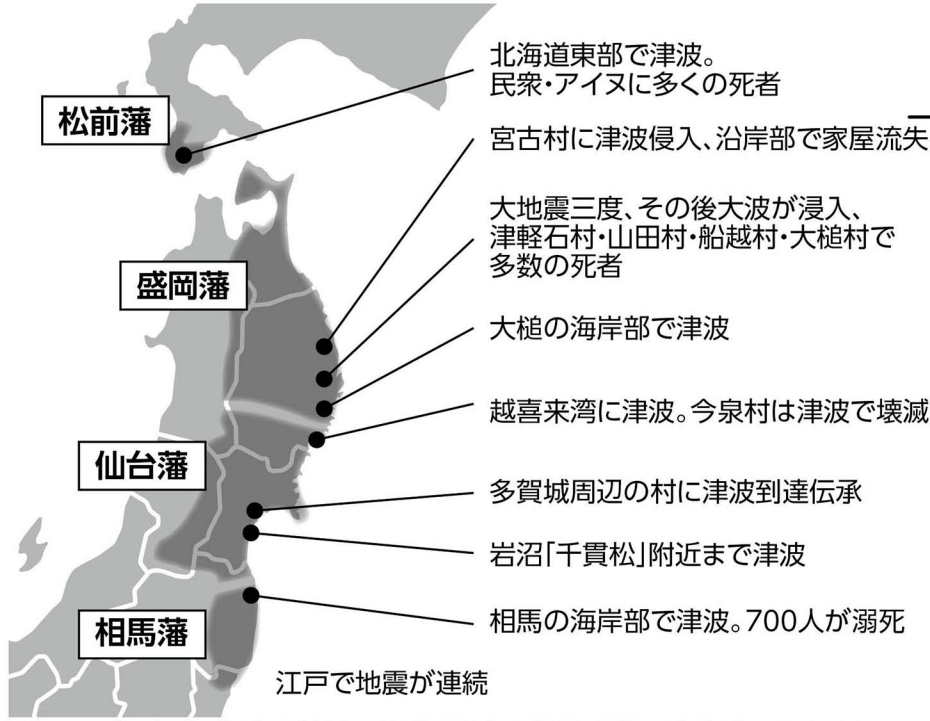 北海道東部で津波。
民衆・アイヌに多くの死者
松前藩
宮古村に津波侵入、沿岸部で家屋流失
大地震三度、その後大波が浸入、
津軽石村・山田村・船越村・大槌村で
多数の死者
盛岡藩
大槌の海岸部で津波
越喜来湾に津波。今泉村は津波で壊滅
仙台藩
多賀城周辺の村に津波到達伝承
岩沼「千貫松」附近まで津波
相馬の海岸部で津波。700人が溺死
相馬藩
江戸で地震が連続